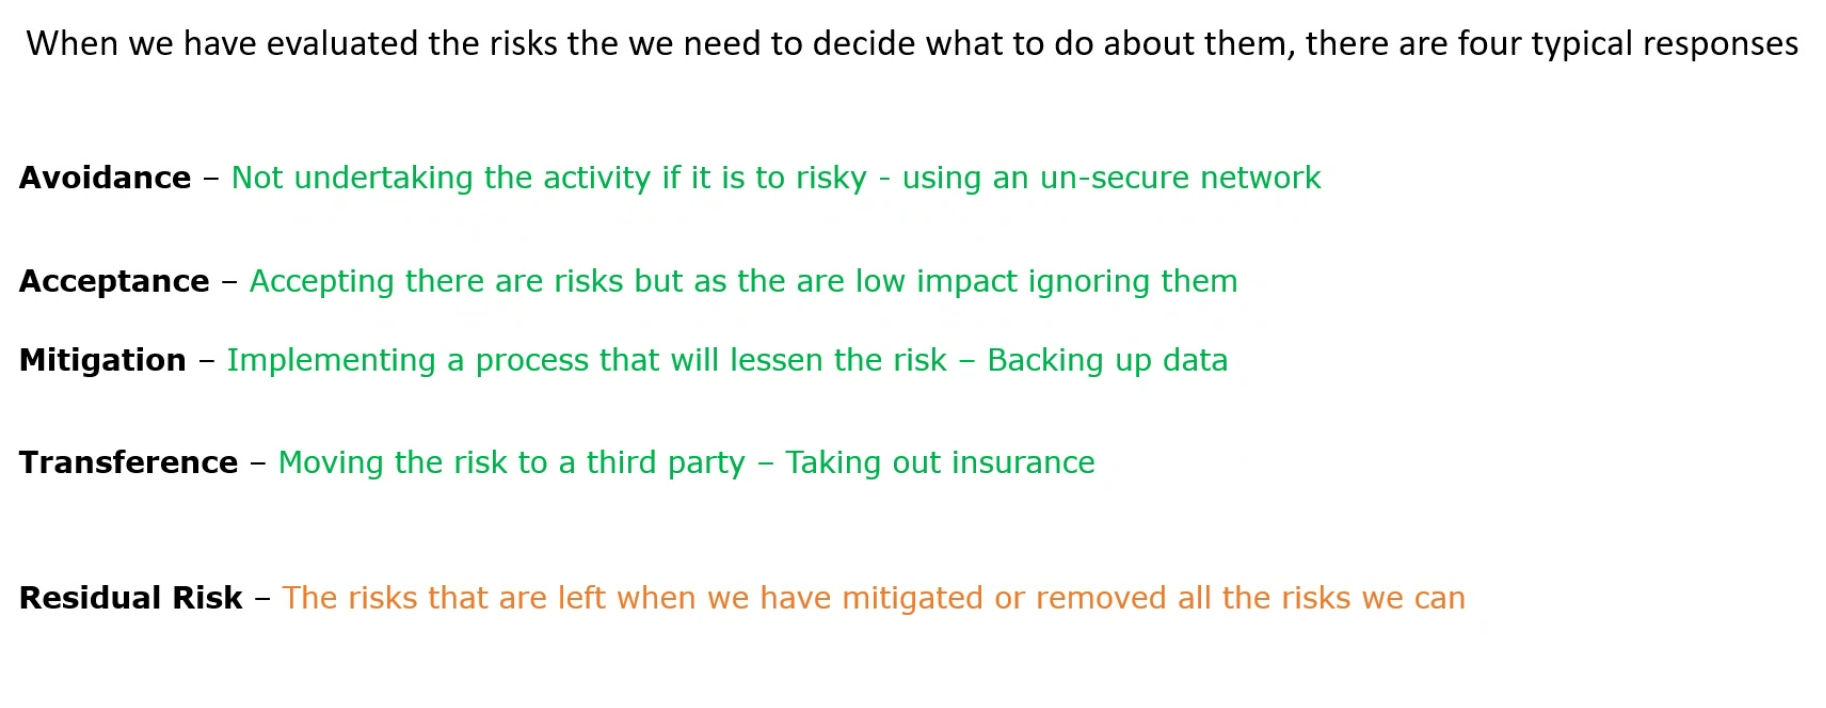 When we have evaluated the risks the we need to decide what to do about them, there are four typical responses
Avoidance – Not undertaking the activity if it is to risky - using an un-secure network
Acceptance – Accepting there are risks but as the are low impact ignoring them
Mitigation – Implementing a process that will lessen the risk – Backing up data
Transference – Moving the risk to a third party – Taking out insurance
Residual Risk – The risks that are left when we have mitigated or removed all the risks we can